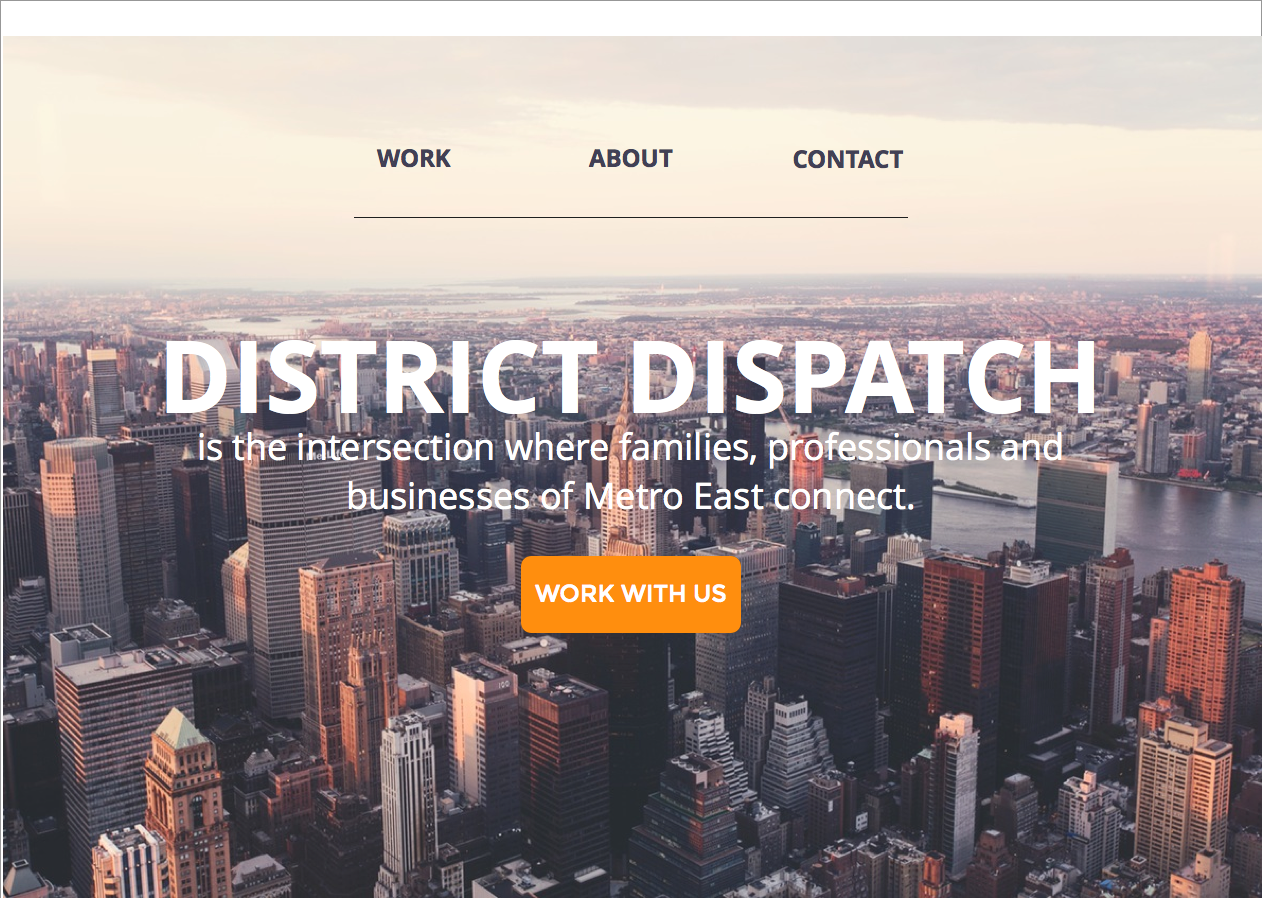 WORK ABOUT CONTACT
DISTRICT DISPATCH
is the intersection where families, professionals and
businesses of Metro East connect.
WORK WITH US